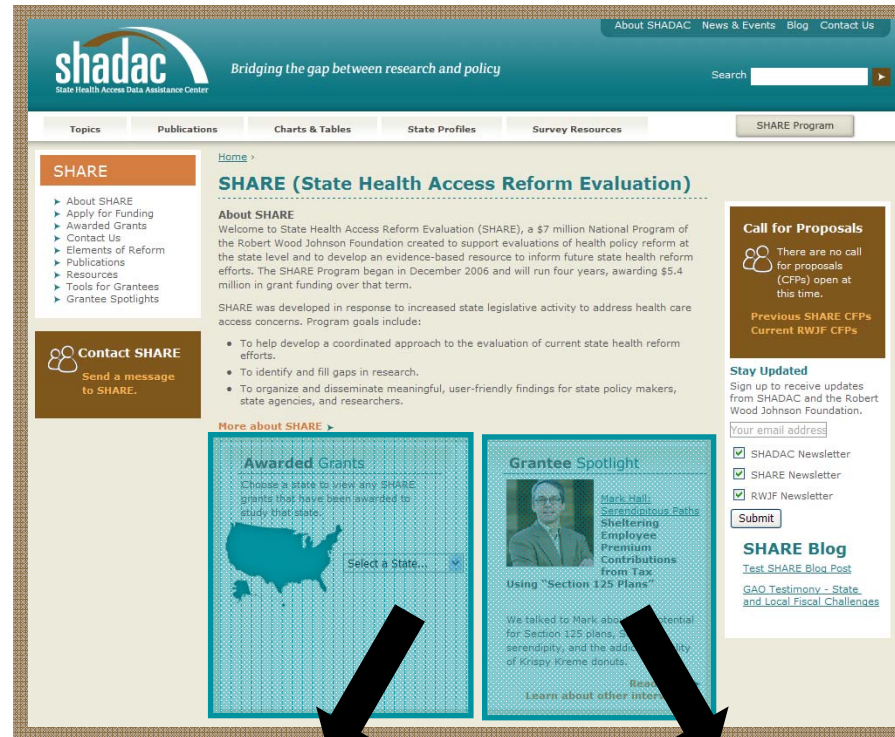 About SHADAC News & Events Blog Contact Us
shadac
State Health Access Data Assistance Center
Bridging the gap between research and policy
Search
Topics Publications Charts & Tables State Profiles Survey Resources SHARE Program
SHARE
About SHARE
Apply for Funding
Awarded Grants
Contact Us
Elements of Reform
Publications
Resources
Tools for Grantees
Grantee Spotlights
Contact SHARE
Send a message
to SHARE.
Home ›
SHARE (State Health Access Reform Evaluation)
About SHARE
Welcome to State Health Access Reform Evaluation (SHARE), a $7 million National Program of
the Robert Wood Johnson Foundation created to support evaluations of health policy reform at
the state level and to develop an evidence-based resource to inform future state health reform
efforts. The SHARE Program began in December 2006 and will run four years, awarding $5.4
million in grant funding over that term.
SHARE was developed in response to increased state legislative activity to address health care
access concerns. Program goals include:
• To help develop a coordinated approach to the evaluation of current state health reform
efforts.
• To identify and fill gaps in research.
• To organize and disseminate meaningful, user-friendly findings for state policy makers,
state agencies, and researchers.
More about SHARE
Awarded Grants
Choose a state to view any SHARE
grants that have been awarded to
study that state.
Select a State...
Grantee Spotlight
Mark Hall:
Serendipitous Paths
Sheltering
Employee
Premium
Contributions
from Tax
Using "Section 125 Plans"
We talked to Mark potential
for Section 125 plans,
serendipity, and the
of Krispy Kreme donuts.
Learn about other
Call for Proposals
There are no call
for proposals
(CFPs) open at
this time.
Previous SHARE CFPs
Current RWJF CFPs
Stay Updated
Sign up to receive updates
from SHADAC and the Robert
Wood Johnson Foundation.
Your email address
SHADAC Newsletter
SHARE Newsletter
RWJF Newsletter
Submit
SHARE Blog
Test SHARE Blog Post
GAO Testimony - State
and Local Fiscal Challenges